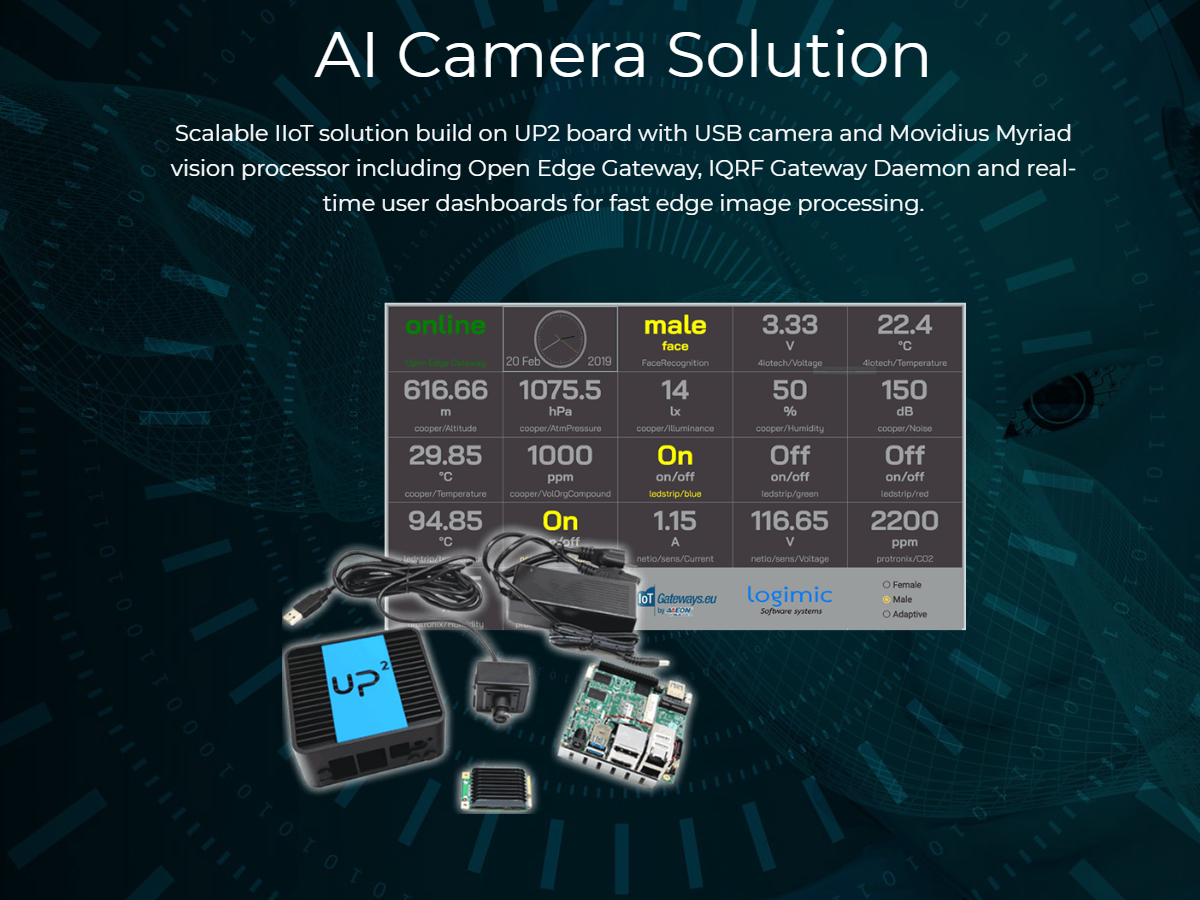 AI Camera Solution
Scalable IIoT solution build on UP2 board with USB camera and Movidius Myriad
vision processor including Open Edge Gateway, IQRF Gateway Daemon and real-
time user dashboards for fast edge image processing.
online
Open Edge Gateway
20 Feb 2019
male
face
FaceRecognition
3.33
V
4iotech/Voltage
22.4
°C
4iotech/Temperature
616.66
m
cooper/Altitude
1075.5
hPa
cooper/AtmPressure
14
lx
cooper/Illuminance
50
%
cooper/Humidity
150
dB
cooper/Noise
29.85
°C
cooper/Temperature
1000
ppm
cooper/VolOrgCompound
On
on/off
ledstrip/blue
Off
on/off
ledstrip/green
Off
on/off
ledstrip/red
94.85
°C
On
1.15
A
netio/sens/Current
116.65
V
netio/sens/Voltage
2200
ppm
protronix/CO2
IoT Gateways.eu
by AAEON
logimic
Software systems
Female
Male
Adaptive
UP²